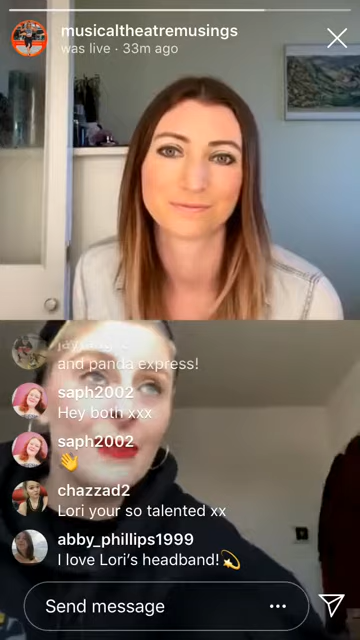 musicaltheatremusings
was live · 33m ago
and panda express!
saph2002
Hey both xxx
saph2002
👋
chazzad2
Lori your so talented xx
abby_phillips1999
I love Lori's headband!💫
Send message